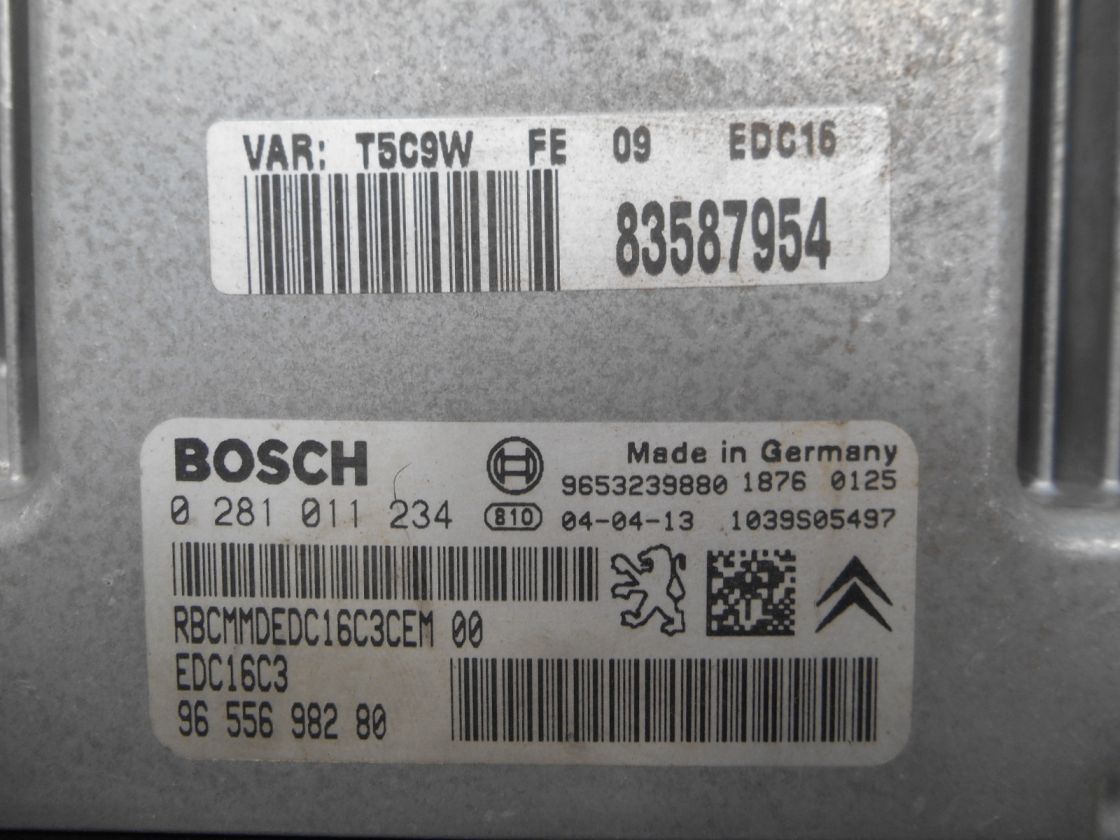 VAR: T5C9W FE 09 EDC16
83587954
BOSCH
Made in Germany
9653239880 1876 0125
0 281 011 234
810
04-04-13 1039S05497
RBCMMDEDC16C3CEM 00
EDC16C3
96 556 982 80